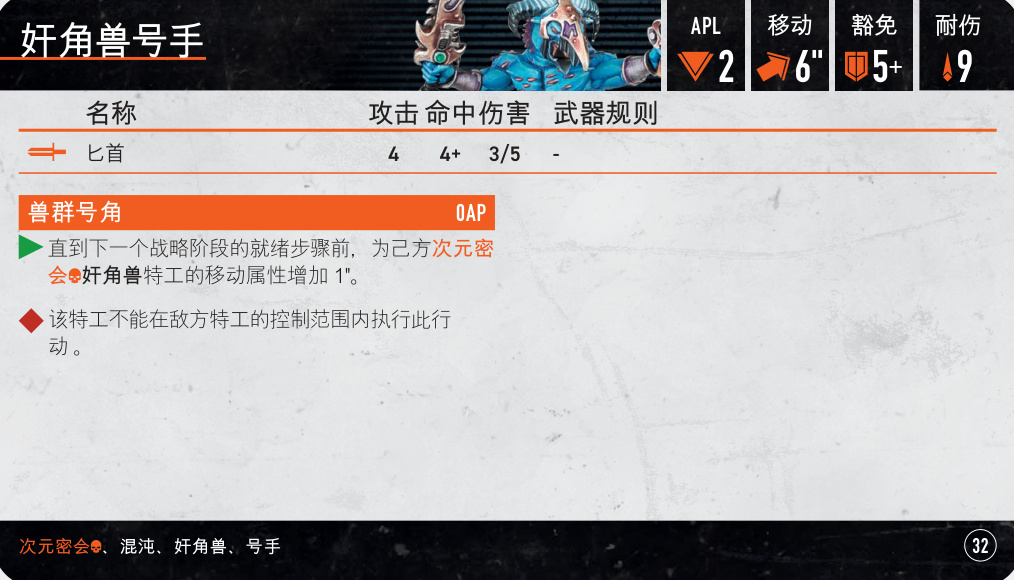 奸角兽号手
APL
移动
豁免
耐伤
2
6"
5+
9
名称 攻击 命中 伤害 武器规则
匕首 4 4+ 3/5 -
兽群号角 0AP
直到下一个战略阶段的就绪步骤前，为己方次元密
会奸角兽特工的移动属性增加 1"。
该特工不能在敌方特工的控制范围内执行此行
动。
次元密会、混沌、奸角兽、号手
32